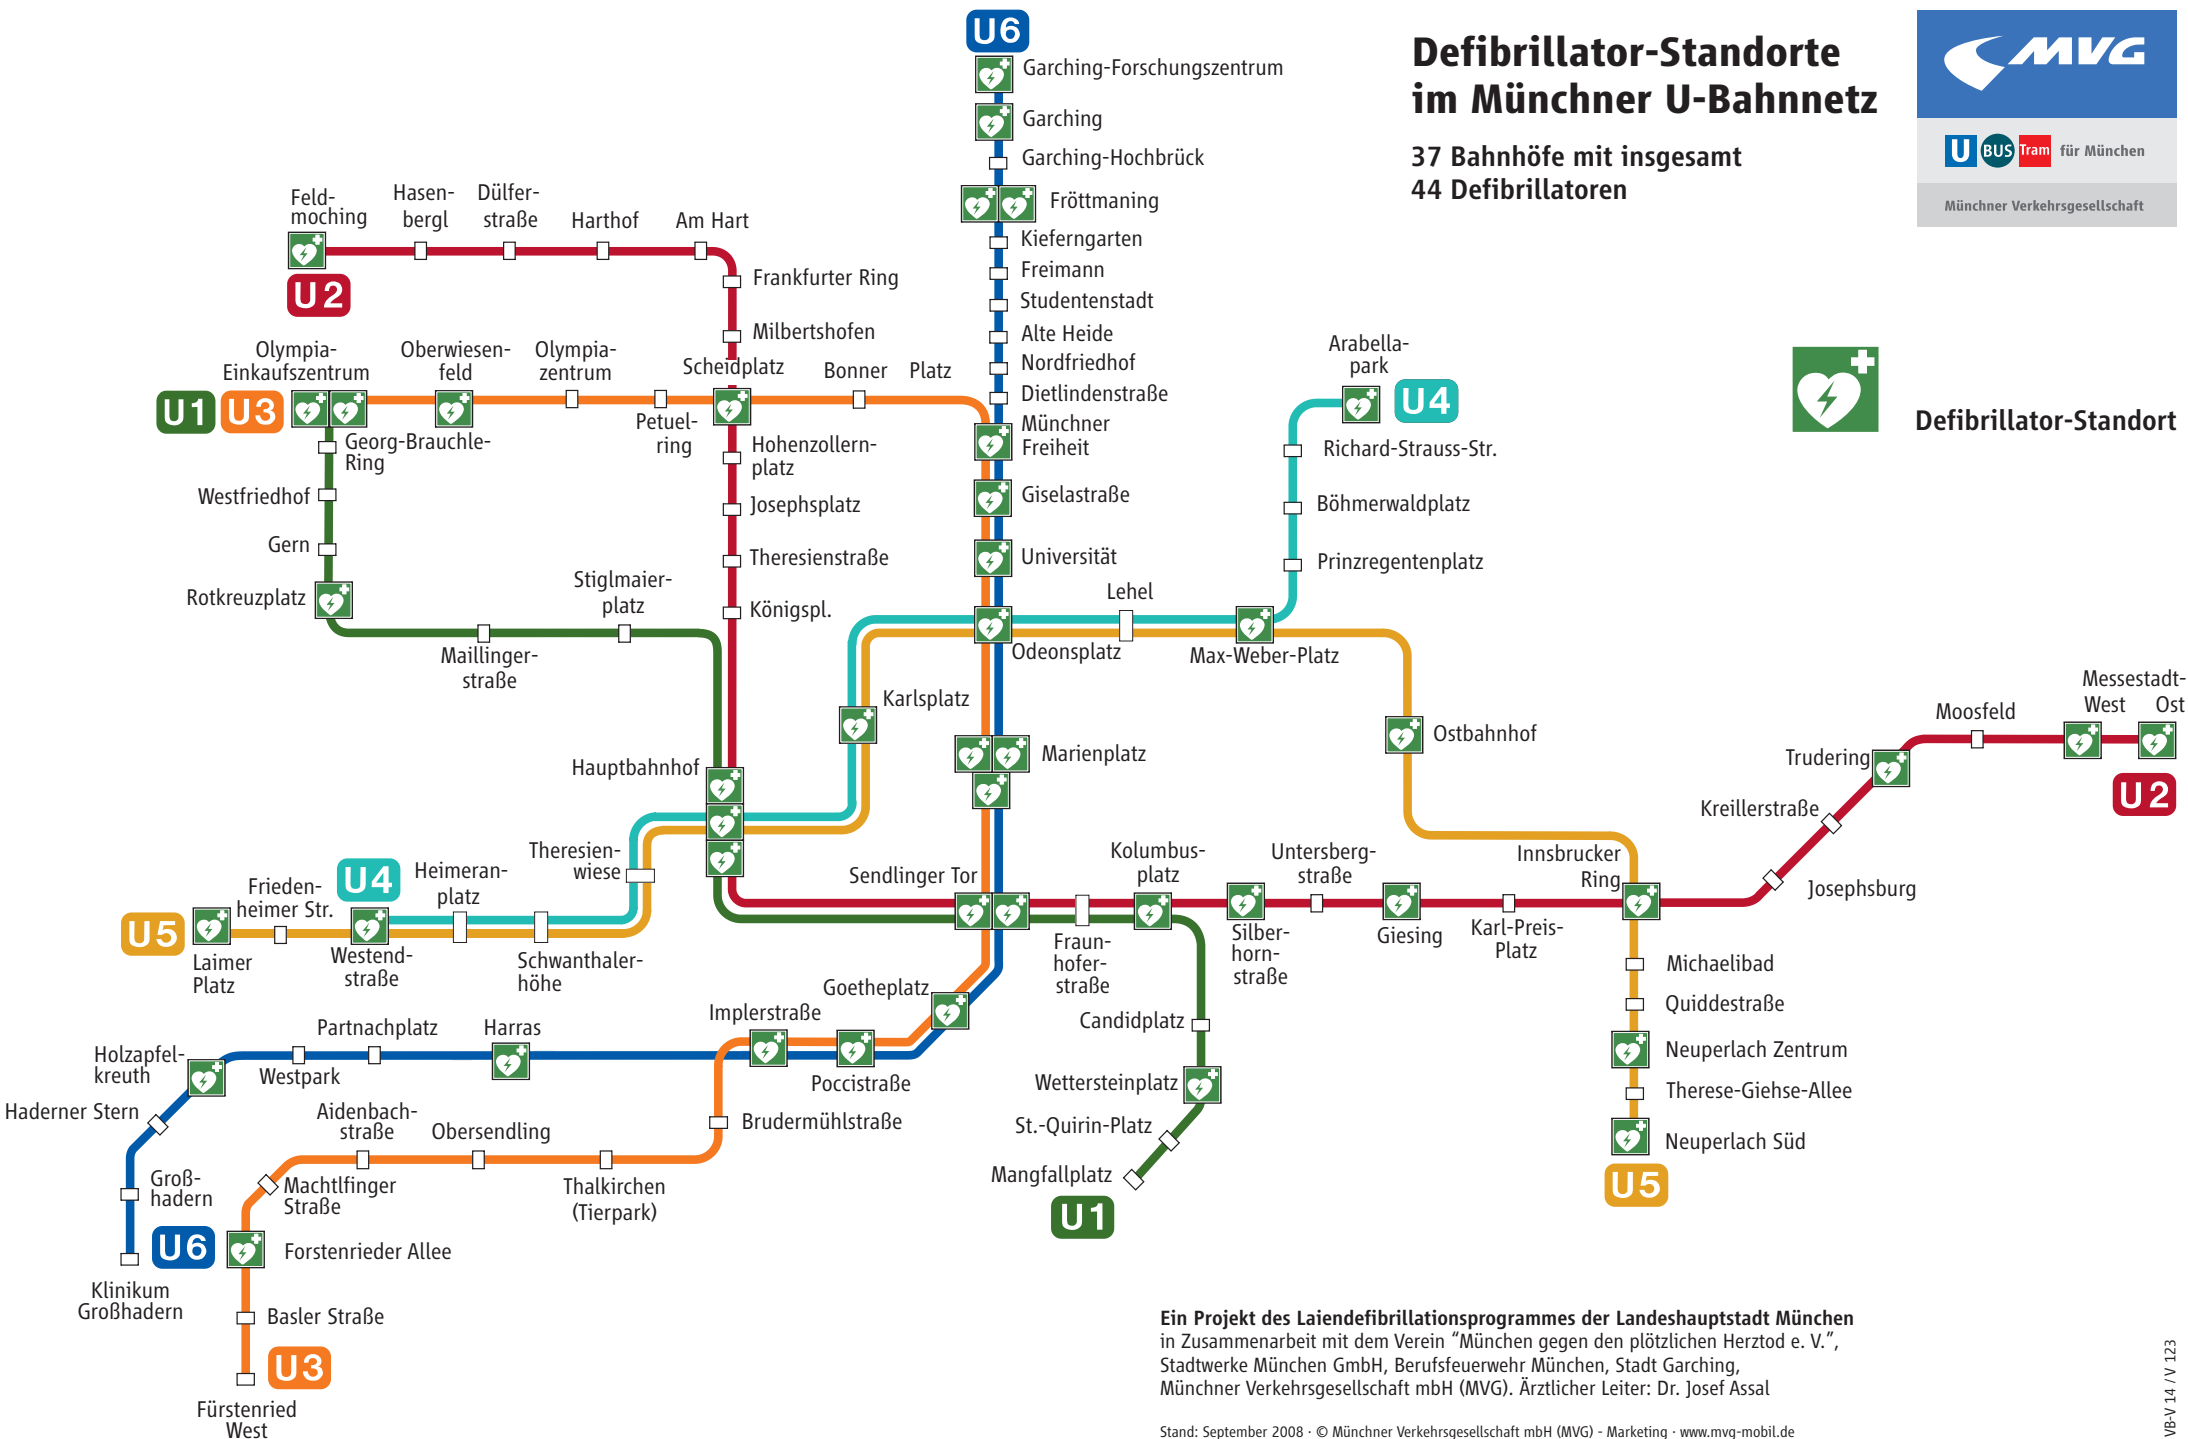 U6
Garching-Forschungszentrum
Garching
Garching-Hochbrück
Fröttmaning
Kieferngarten
Freimann
Studentenstadt
Alte Heide
Nordfriedhof
Dietlindenstraße
Münchner
Freiheit
Giselastraße
Universität
Odeonsplatz
Marienplatz
Defibrillator-Standorte
im Münchner U-Bahnnetz
37 Bahnhöfe mit insgesamt
44 Defibrillatoren
MVG
U BUS Tram für München
Münchner Verkehrsgesellschaft
Defibrillator-Standort
Feld-
moching
Hasen-
bergl
Dülfer-
straße
Harthof
Am Hart
U2
Frankfurter Ring
Milbertshofen
Scheidplatz
Olympia-
Einkaufszentrum
Oberwiesen-
feld
Olympia-
zentrum
Petuel-
ring
Bonner Platz
U1 U3
Georg-Brauchle-
Ring
Westfriedhof
Gern
Rotkreuzplatz
Maillinger-
straße
Stiglmaier-
platz
Hohenzollern-
platz
Josephsplatz
Theresienstraße
Königspl.
Arabella-
park
U4
Richard-Strauss-Str.
Böhmerwaldplatz
Prinzregentenplatz
Lehel
Max-Weber-Platz
Karlsplatz
Ostbahnhof
Hauptbahnhof
Theresien-
wiese
Messestadt-
West Ost
Moosfeld
Trudering
U2
Kreillerstraße
Josephsburg
Innsbrucker
Ring
Karl-Preis-
Platz
Giesing
Untersberg-
straße
Silber-
horn-
straße
Kolumbus-
platz
Fraun-
hofer-
straße
Sendlinger Tor
U4
Heimeran-
platz
Frieden-
heimer Str.
U5
Laimer
Platz
Westend-
straße
Schwanthaler-
höhe
Goetheplatz
Implerstraße
Poccistraße
Harras
Partnachplatz
Westpark
Holzapfel-
kreuth
Haderner Stern
Groß-
hadern
U6
Klinikum
Großhadern
Brudermühlstraße
Thalkirchen
(Tierpark)
Obersendling
Aidenbach-
straße
Machtlfinger
Straße
Forstenrieder Allee
Basler Straße
U3
Fürstenried
West
Candidplatz
Wettersteinplatz
St.-Quirin-Platz
Mangfallplatz
U1
Michaelibad
Quiddestraße
Neuperlach Zentrum
Therese-Giehse-Allee
Neuperlach Süd
U5
Ein Projekt des Laiendefibrillationsprogrammes der Landeshauptstadt München
in Zusammenarbeit mit dem Verein “München gegen den plötzlichen Herztod e. V.”,
Stadtwerke München GmbH, Berufsfeuerwehr München, Stadt Garching,
Münchner Verkehrsgesellschaft mbH (MVG). Ärztlicher Leiter: Dr. Josef Assal
Stand: September 2008 · © Münchner Verkehrsgesellschaft mbH (MVG) - Marketing · www.mvg-mobil.de
VB-V 14 / V 123